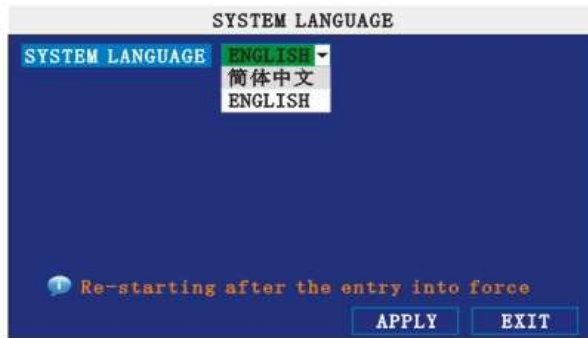 SYSTEM LANGUAGE
SYSTEM LANGUAGE ENGLISH
简体中文
ENGLISH
Re-starting after the entry into force
APPLY EXIT